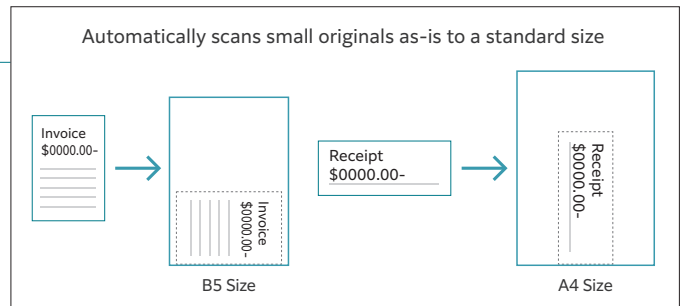 Automatically scans small originals as-is to a standard size
Invoice
$0000.00-
Invoice
$0000.00-
B5 Size
Receipt
$0000.00-
Receipt
$0000.00-
A4 Size